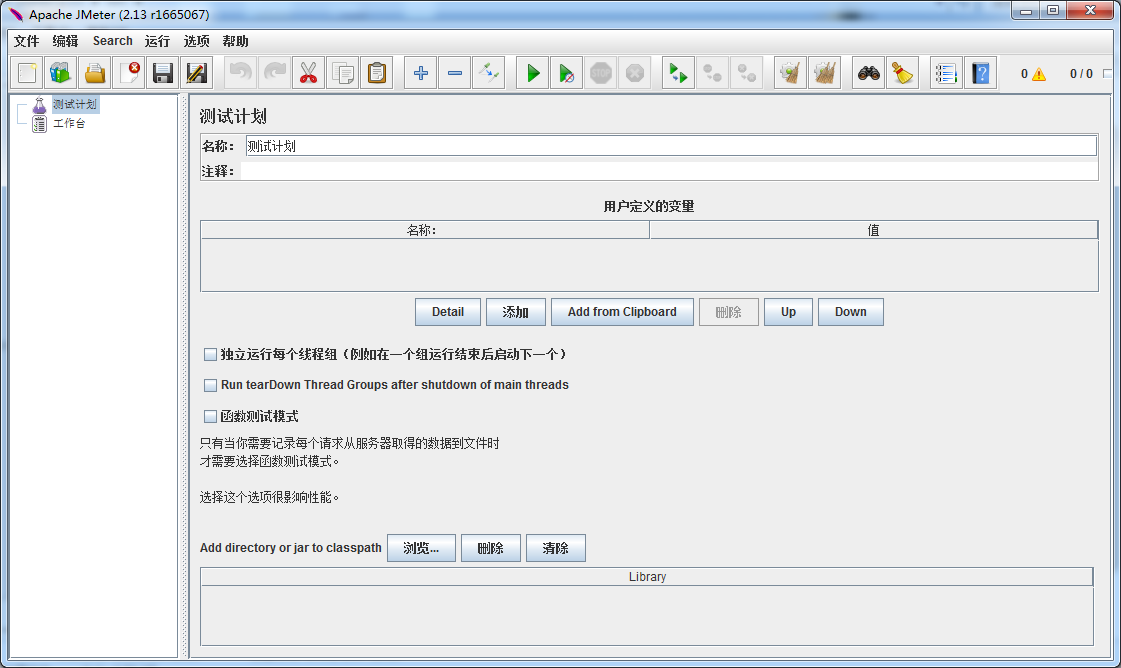 Apache JMeter (2.13 r1665067)
文件 编辑 Search 运行 选项 帮助
STOP
0 0 / 0
测试计划
工作台
测试计划
名称： 测试计划
注释：
用户定义的变量
名称： 值
Detail 添加 Add from Clipboard 删除 Up Down
独立运行每个线程组（例如在一个组运行结束后启动下一个）
Run tearDown Thread Groups after shutdown of main threads
函数测试模式
只有当你需要记录每个请求从服务器取得的数据到文件时
才需要选择函数测试模式。
选择这个选项很影响性能。
Add directory or jar to classpath 浏览... 删除 清除
Library